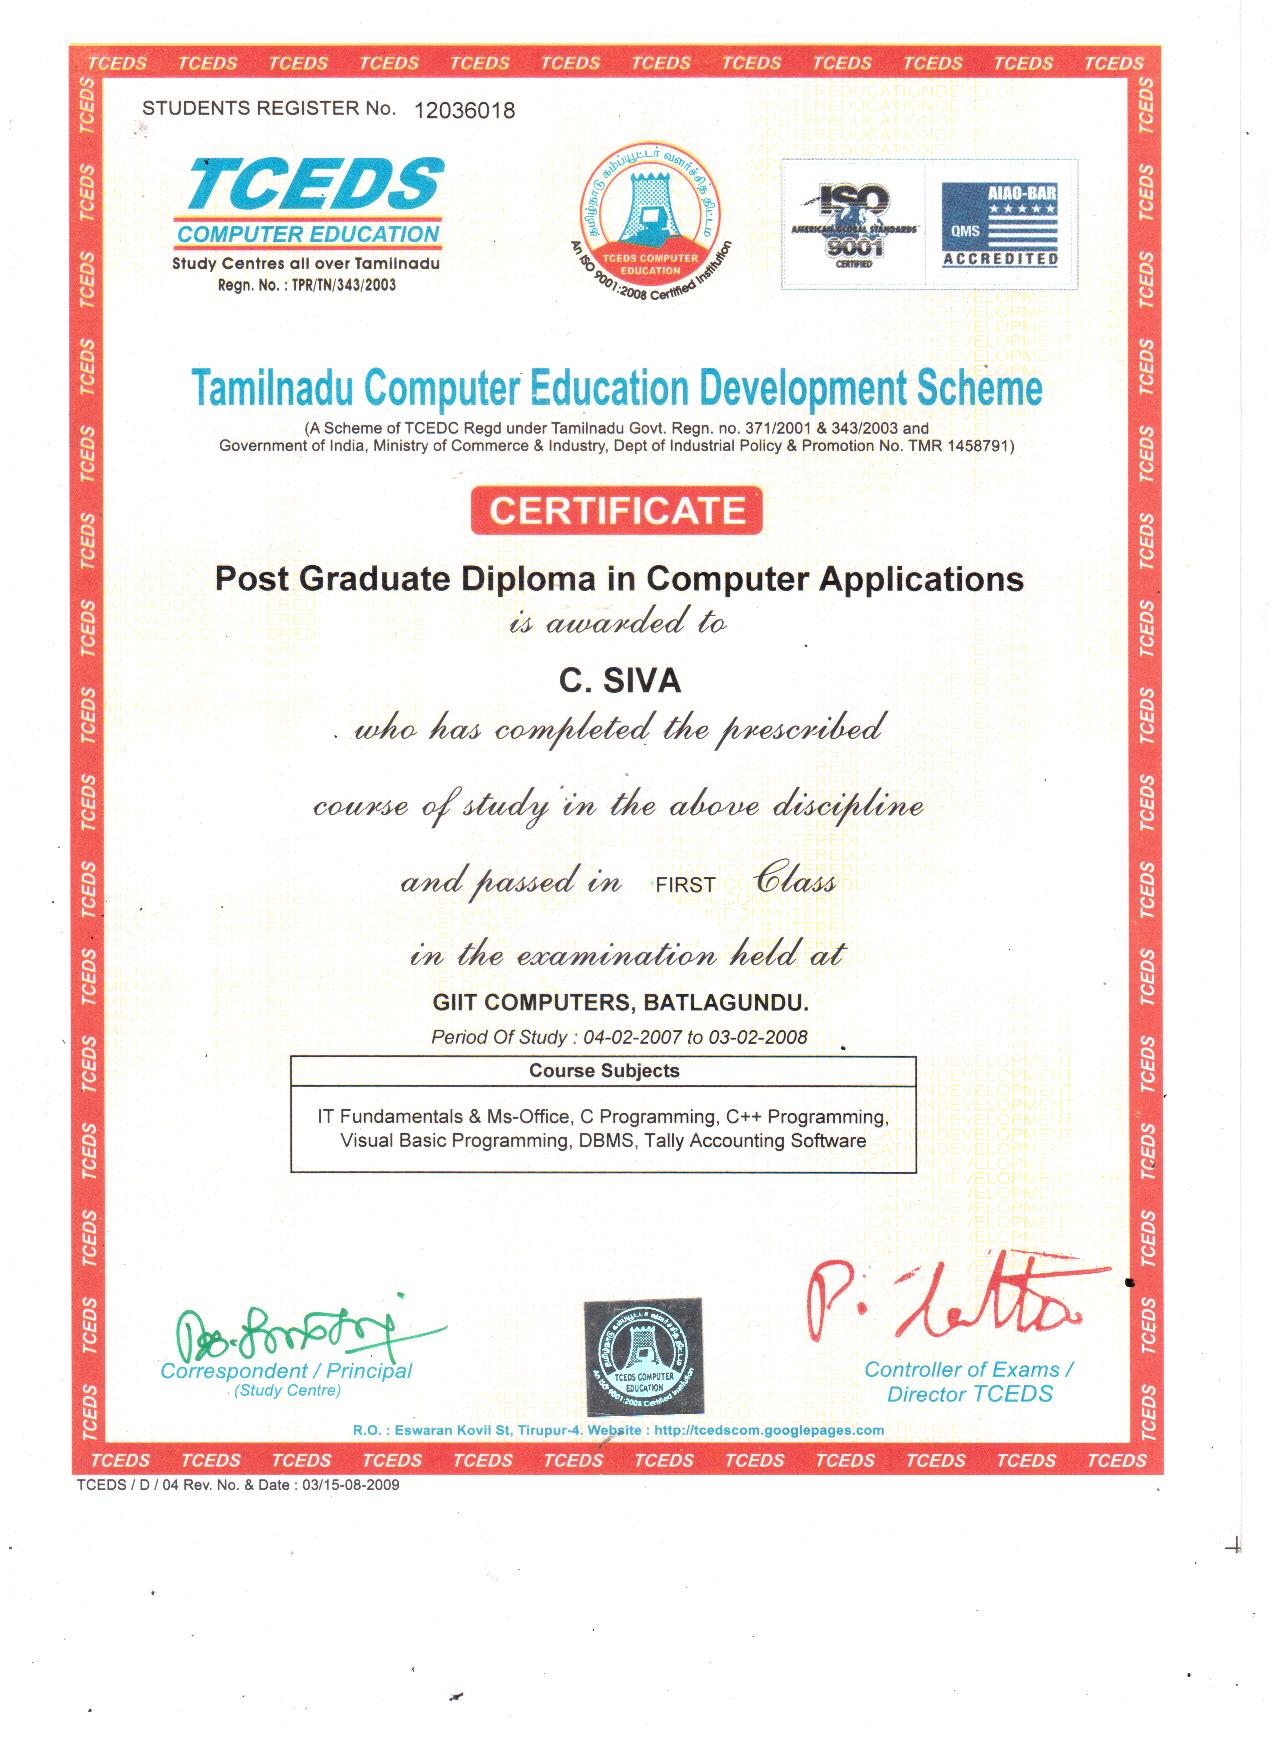 TCEDS TCEDS TCEDS TCEDS TCEDS TCEDS TCEDS TCEDS TCEDS TCEDS TCEDS TCEDS
STUDENTS REGISTER No. 12036018
TCEDS
COMPUTER EDUCATION
Study Centres all over Tamilnadu
Regn. No. : TPR/TN/343/2003
தமிழ்நாடு கம்ப்யூட்டர் வளர்ச்சித் திட்டம்
TCEDS COMPUTER
EDUCATION
An ISO 9001:2008 Certified Institution
ISO
AMERICAN GLOBAL STANDARDS
9001
CERTIFIED
AIAO-BAR
QMS
ACCREDITED
Tamilnadu Computer Education Development Scheme
(A Scheme of TCEDC Regd under Tamilnadu Govt. Regn. no. 371/2001 & 343/2003 and
Government of India, Ministry of Commerce & Industry, Dept of Industrial Policy & Promotion No. TMR 1458791)
CERTIFICATE
Post Graduate Diploma in Computer Applications
is awarded to
C. SIVA
who has completed the prescribed
course of study in the above discipline
and passed in FIRST Class
in the examination held at
GIIT COMPUTERS, BATLAGUNDU.
Period Of Study : 04-02-2007 to 03-02-2008
Course Subjects
IT Fundamentals & Ms-Office, C Programming, C++ Programming,
Visual Basic Programming, DBMS, Tally Accounting Software
Correspondent / Principal
(Study Centre)
TCEDS COMPUTER
EDUCATION
An ISO 9001:2008 Certified Institution
Controller of Exams /
Director TCEDS
R.O. : Eswaran Kovil St, Tirupur-4. Website : http://tcedscom.googlepages.com
TCEDS TCEDS TCEDS TCEDS TCEDS TCEDS TCEDS TCEDS TCEDS TCEDS TCEDS TCEDS
TCEDS / D / 04 Rev. No. & Date : 03/15-08-2009